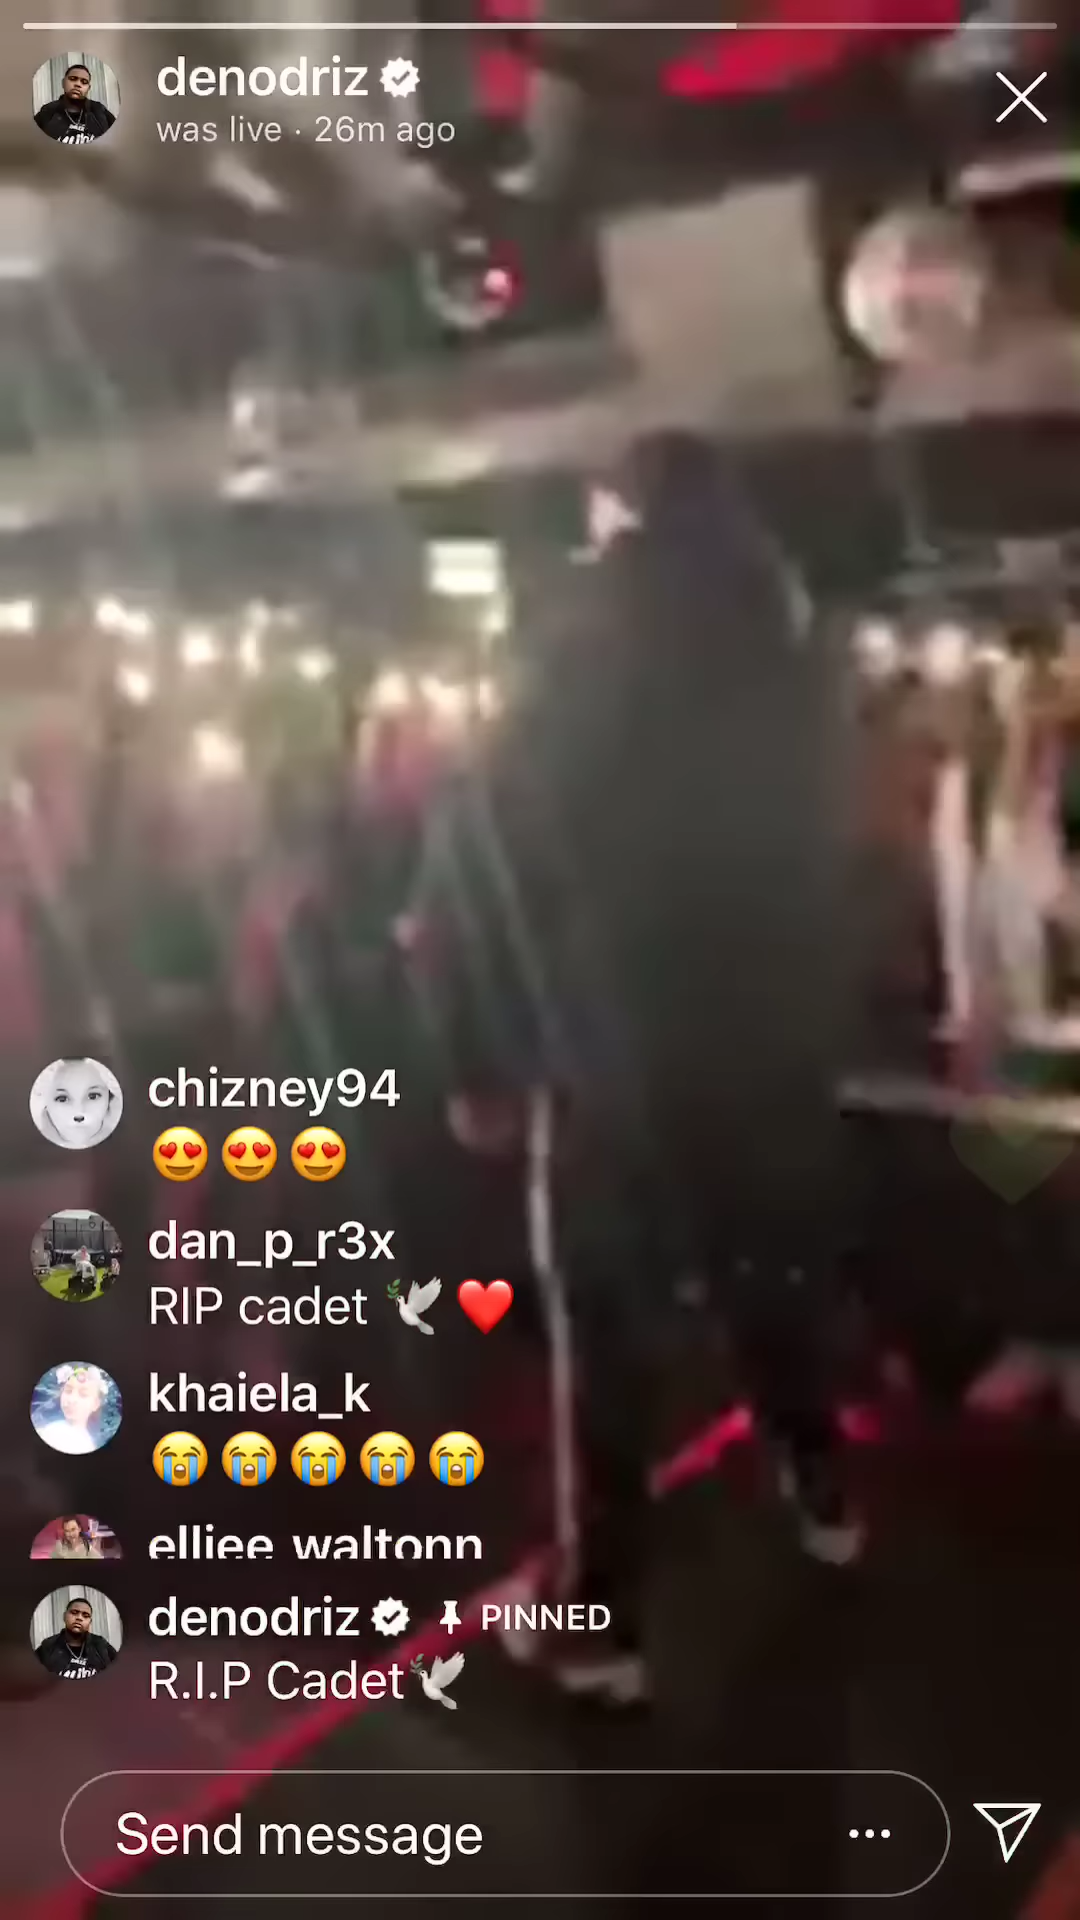 denodriz
was live · 26m ago
chizney94
😍😍😍
dan_p_r3x
RIP cadet 🕊️❤️
khaiela_k
😭😭😭😭😭
elliee_waltonn
denodriz PINNED
R.I.P Cadet🕊️
Send message